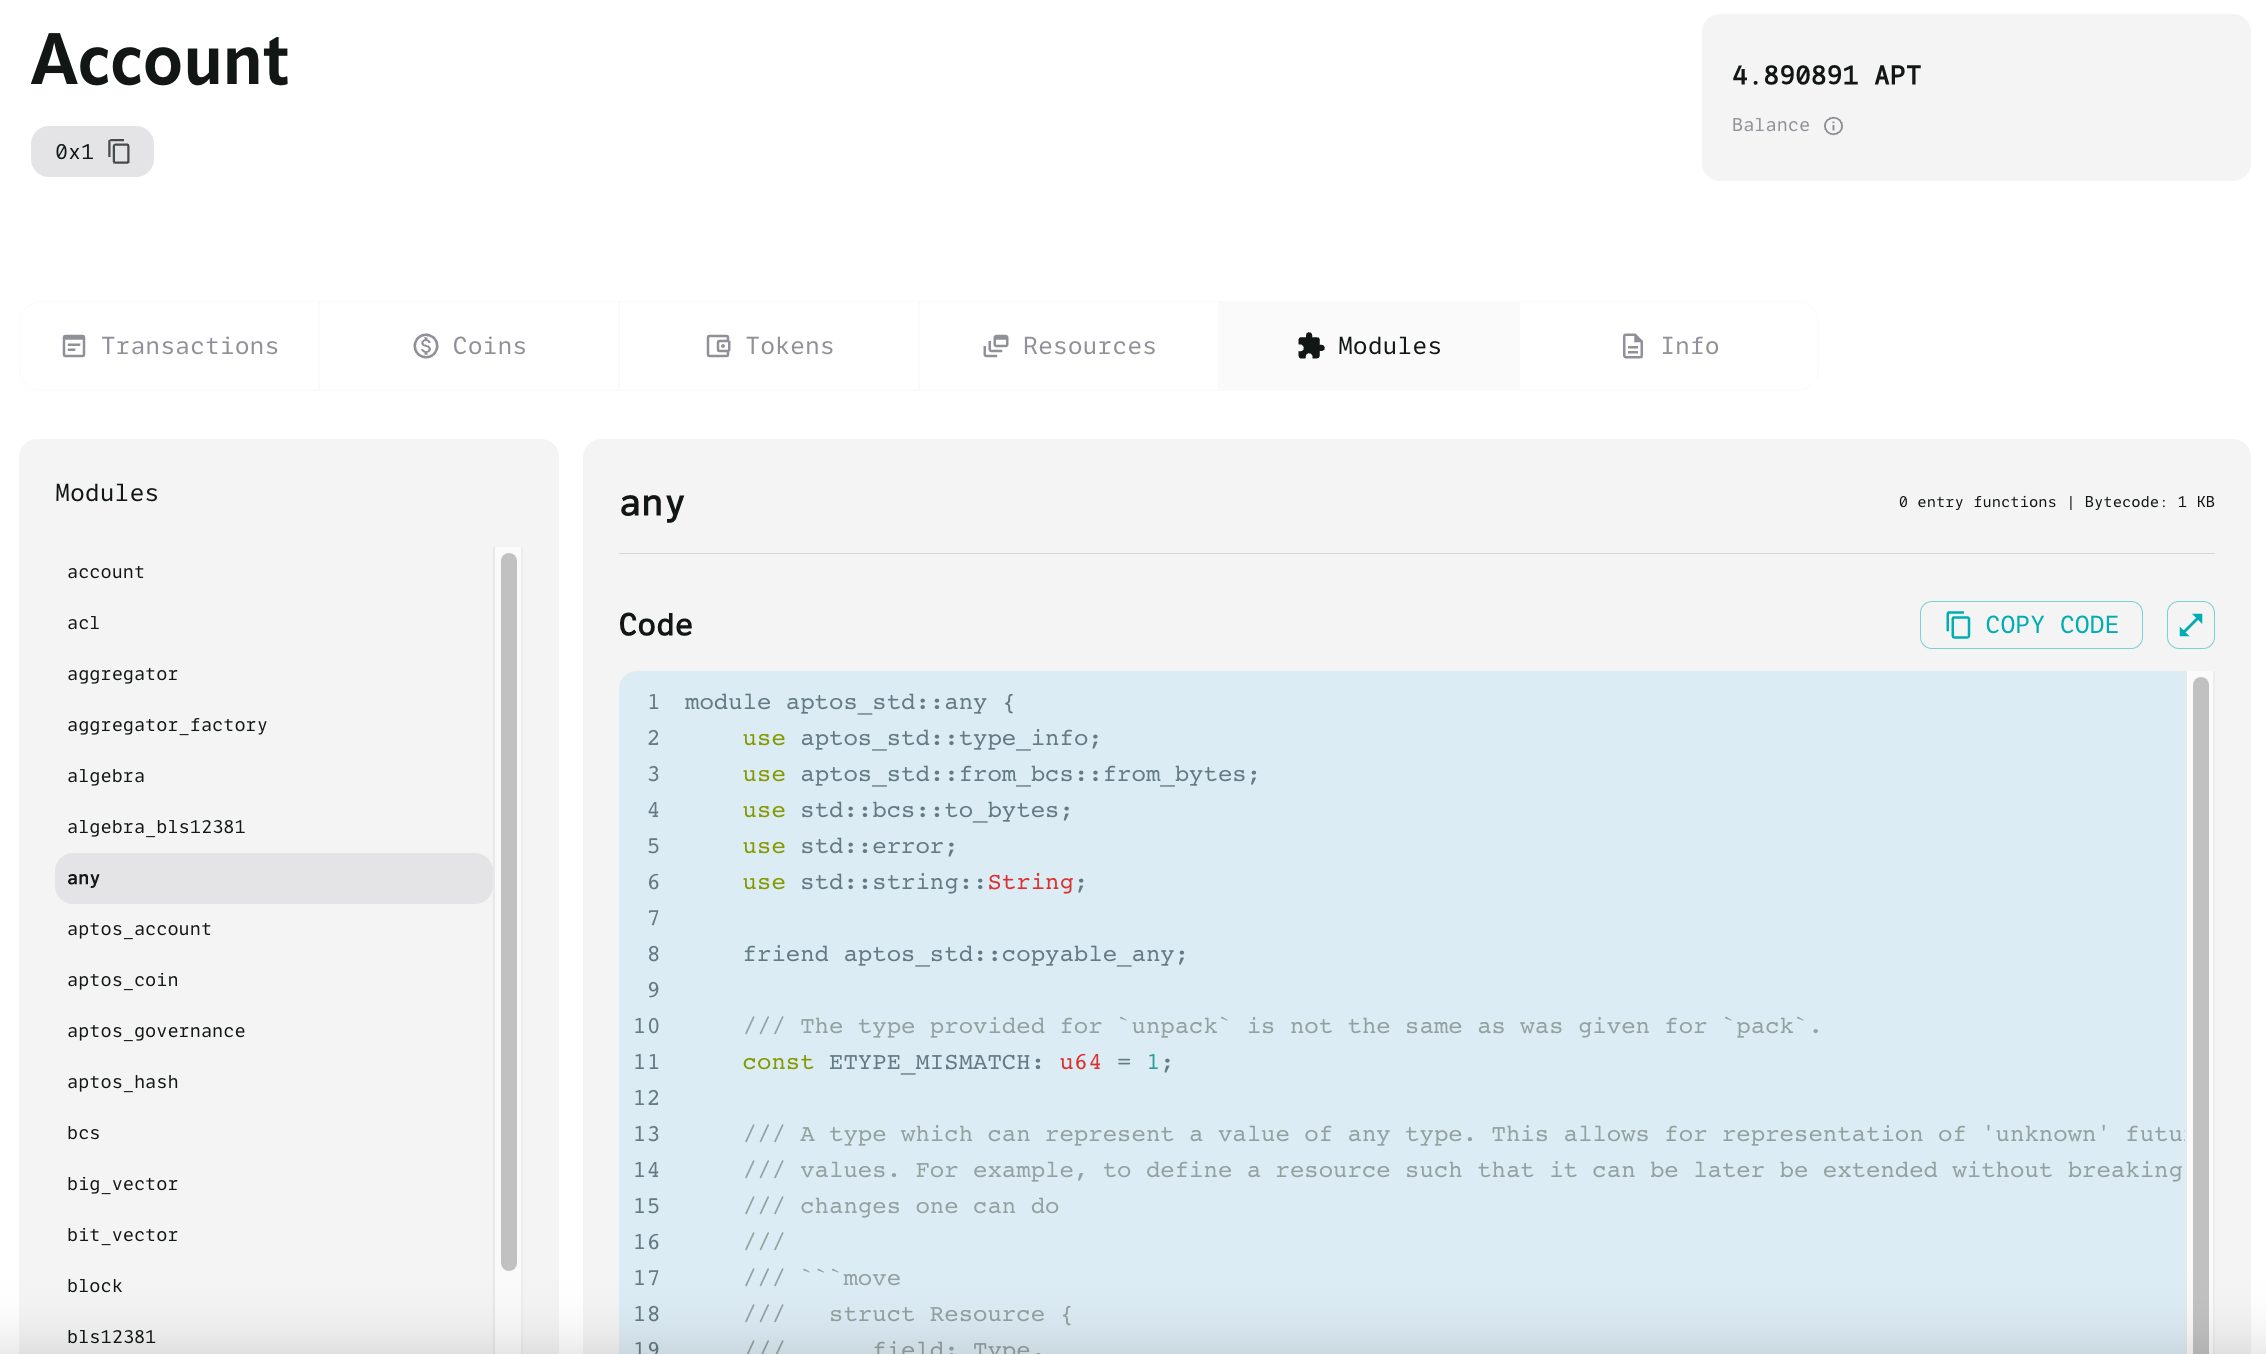 Account
0x1
4.890891 APT
Balance
Transactions
Coins
Tokens
Resources
Modules
Info
Modules
account
acl
aggregator
aggregator_factory
algebra
algebra_bls12381
any
aptos_account
aptos_coin
aptos_governance
aptos_hash
bcs
big_vector
bit_vector
block
bls12381
any
0 entry functions | Bytecode: 1 KB
Code
COPY CODE
1 module aptos_std::any {
2     use aptos_std::type_info;
3     use aptos_std::from_bcs::from_bytes;
4     use std::bcs::to_bytes;
5     use std::error;
6     use std::string::String;
7
8     friend aptos_std::copyable_any;
9
10     /// The type provided for `unpack` is not the same as was given for `pack`.
11     const ETYPE_MISMATCH: u64 = 1;
12
13     /// A type which can represent a value of any type. This allows for representation of 'unknown' futu
14     /// values. For example, to define a resource such that it can be later be extended without breaking
15     /// changes one can do
16     ///
17     /// ```move
18     ///   struct Resource {
19     ///      field: Type,